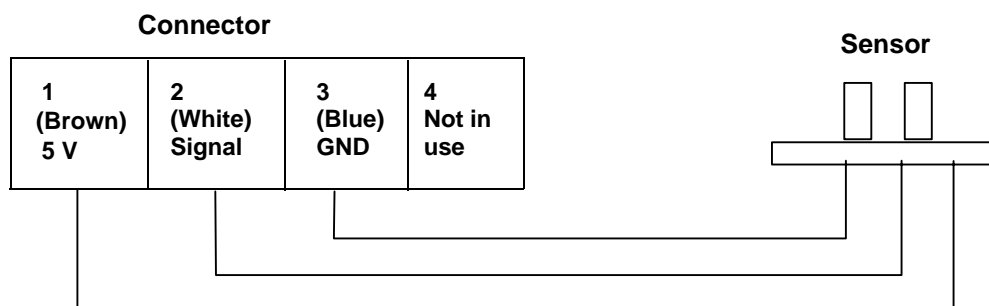 Connector
Sensor
1
(Brown)
5 V
2
(White)
Signal
3
(Blue)
GND
4
Not in
use